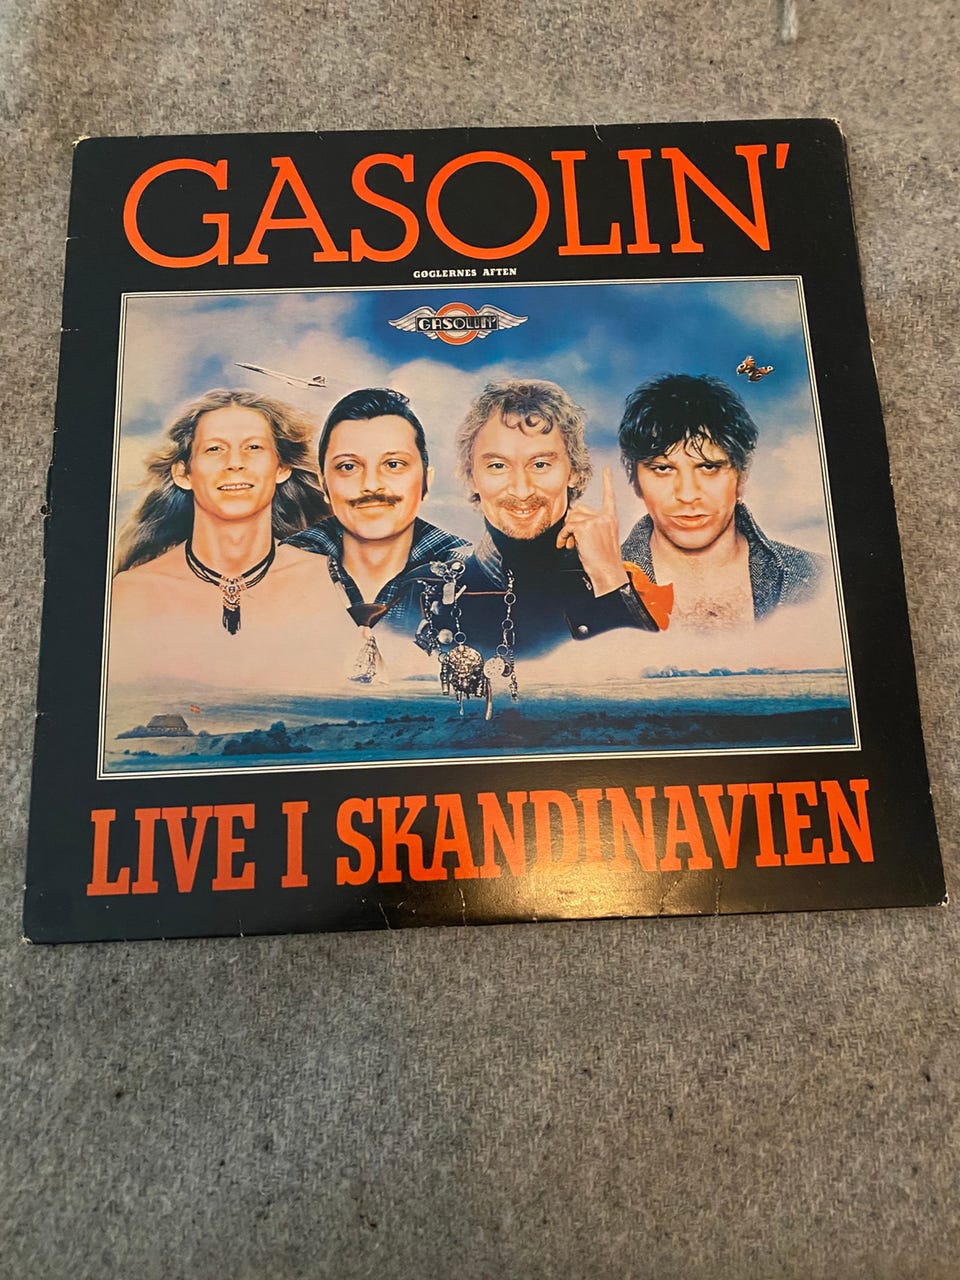 GASOLIN'
GØGLERNES AFTEN
GASOLIN'
LIVE I SKANDINAVIEN